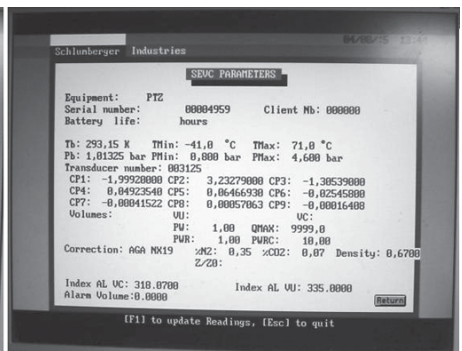 Schlumberger Industries
SEVC PARAMETERS
Equipment: PTZ
Serial number: 00004959 Client Nb: 000000
Battery life: hours
Tb: 293,15 K TMin: -41,0 °C TMax: 71,0 °C
Pb: 1,01325 bar PMin: 0,800 bar PMax: 4,600 bar
Transducer number: 003125
CP1: -1,99920000 CP2: 3,23279000 CP3: -1,30539000
CP4: 0,04923540 CP5: 0,06466930 CP6: -0,02545800
CP7: -0,00041522 CP8: 0,00057063 CP9: -0,00016408
Volumes: VU: VC:
PW: 1,00 QMAX: 9999,0
PWR: 1,00 PWRC: 10,00
Correction: AGA NX19 %N2: 0,35 %CO2: 0,07 Density: 0,6700
Z/Z0:
Index AL VC: 318.0700 Index AL VU: 335.0000
Alarm Volume:0.0000
Return
[F1] to update Readings, [Esc] to quit